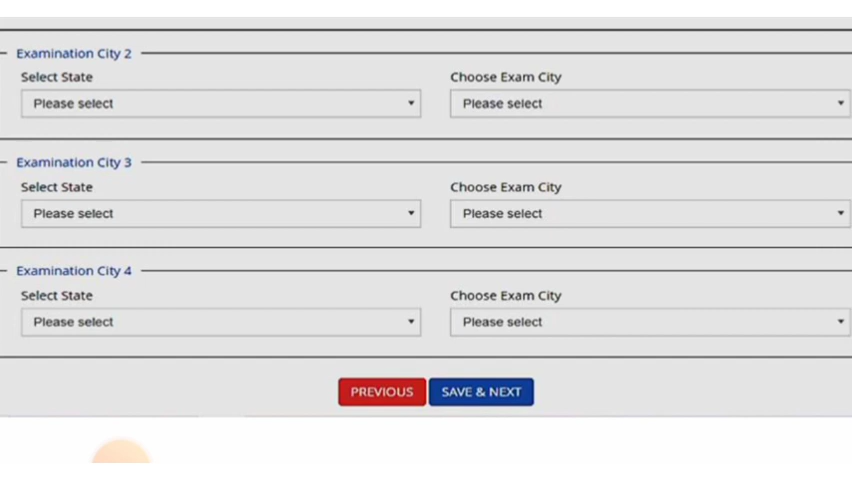 Examination City 2
Select State Choose Exam City
Please select Please select
Examination City 3
Select State Choose Exam City
Please select Please select
Examination City 4
Select State Choose Exam City
Please select Please select
PREVIOUS SAVE & NEXT